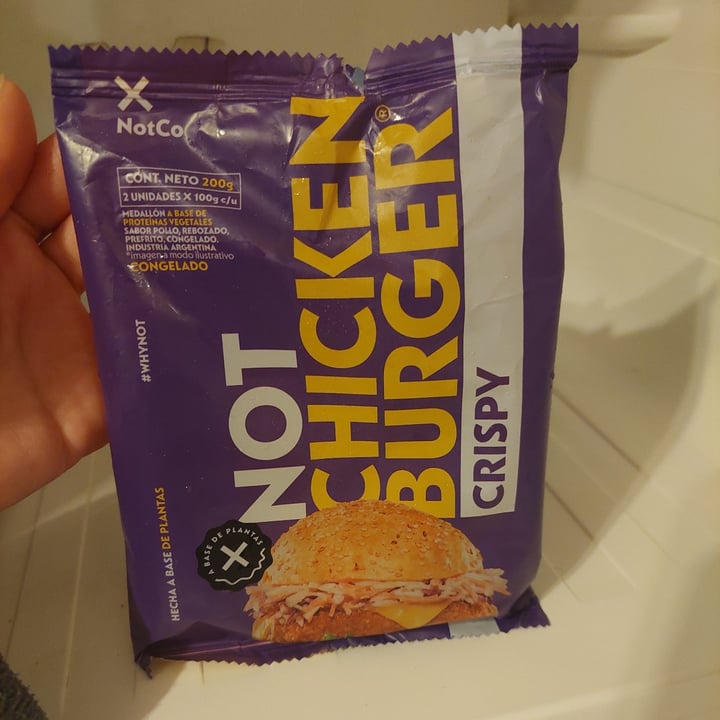 NotCo
CONT. NETO 200g
2 UNIDADES X 100g c/u
MEDALLÓN A BASE DE
PROTEÍNAS VEGETALES
SABOR POLLO, REBOZADO,
PREFRITO, CONGELADO.
INDUSTRIA ARGENTINA
*imagen a modo ilustrativo
CONGELADO
#WHYNOT
HECHA A BASE DE PLANTAS
NOT
CHICKEN
BURGER®
CRISPY
A BASE DE PLANTAS